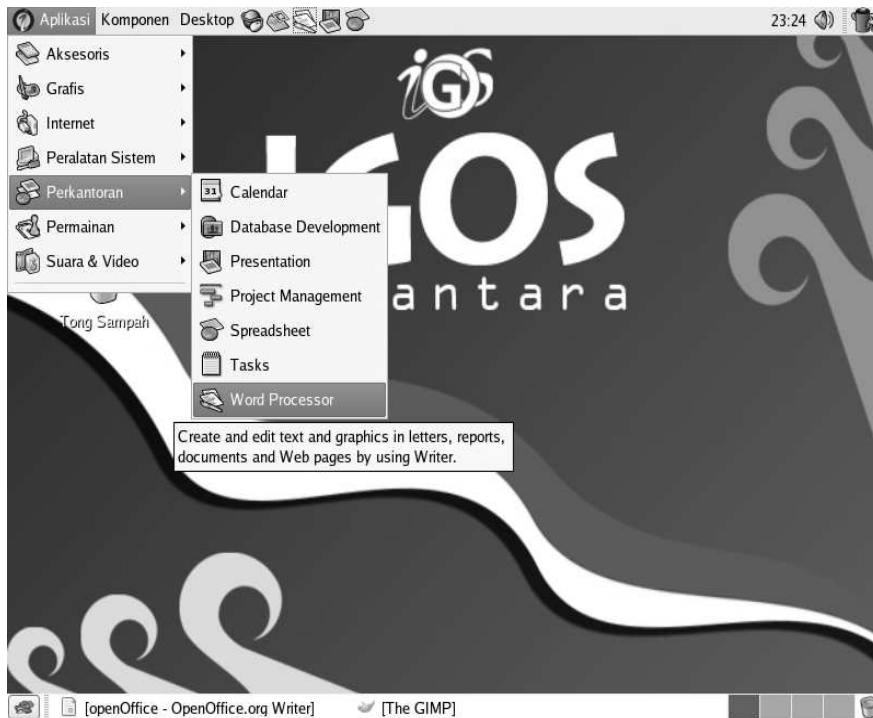 Aplikasi Komponen Desktop 23:24
Aksesoris
Grafis
Internet
Peralatan Sistem
Perkantoran
Permainan
Suara & Video
31 Calendar
Database Development
Presentation
Project Management
Spreadsheet
Tasks
Word Processor
Create and edit text and graphics in letters, reports,
documents and Web pages by using Writer.
iGOS
IGOS
antara
Tong Sampah
[openOffice - OpenOffice.org Writer] [The GIMP]